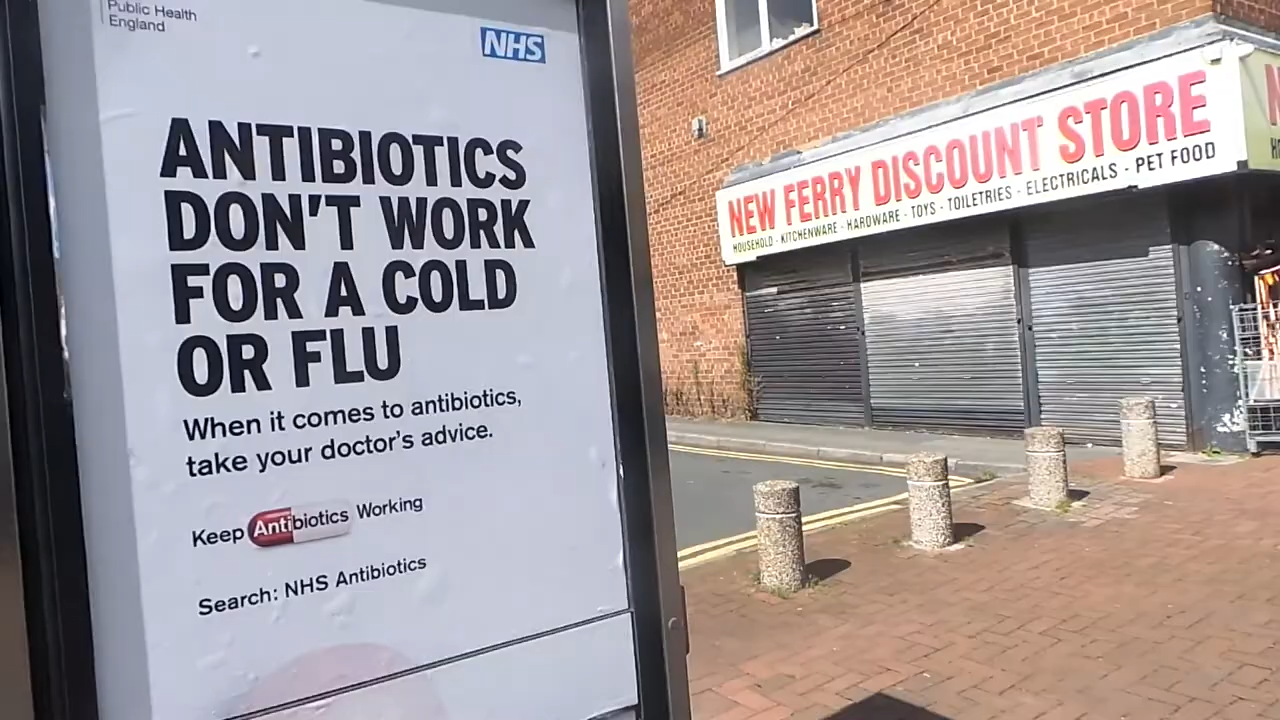 Public Health
England
NHS
ANTIBIOTICS
DON'T WORK
FOR A COLD
OR FLU
When it comes to antibiotics,
take your doctor's advice.
Keep Antibiotics Working
Search: NHS Antibiotics
NEW FERRY DISCOUNT STORE
HOUSEHOLD - KITCHENWARE - HARDWARE - TOYS - TOILETRIES - ELECTRICALS - PET FOOD